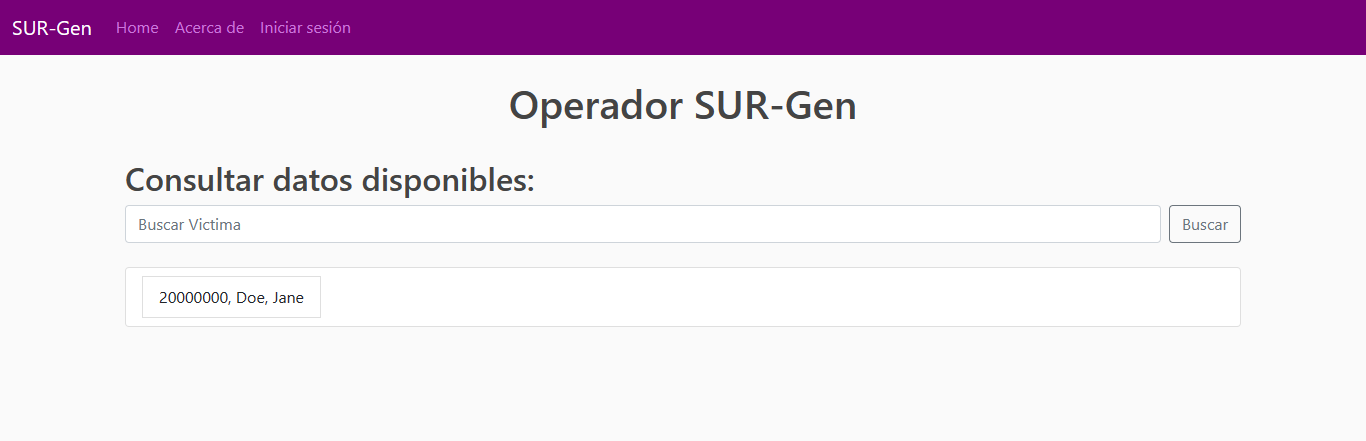 SUR-Gen Home Acerca de Iniciar sesión
Operador SUR-Gen
Consultar datos disponibles:
Buscar Victima Buscar
20000000, Doe, Jane